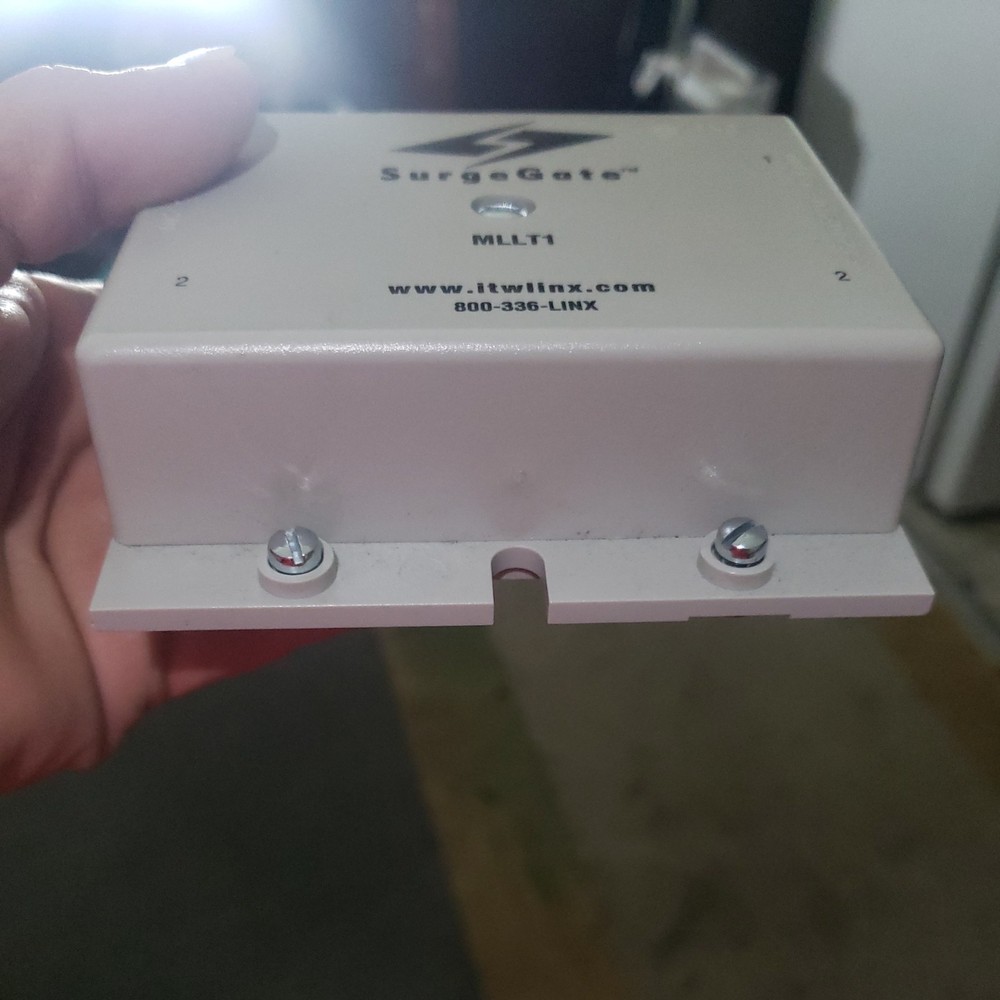 SurgeGate™
1
MLLT1
2
2
www.itwlinx.com
800-336-LINX